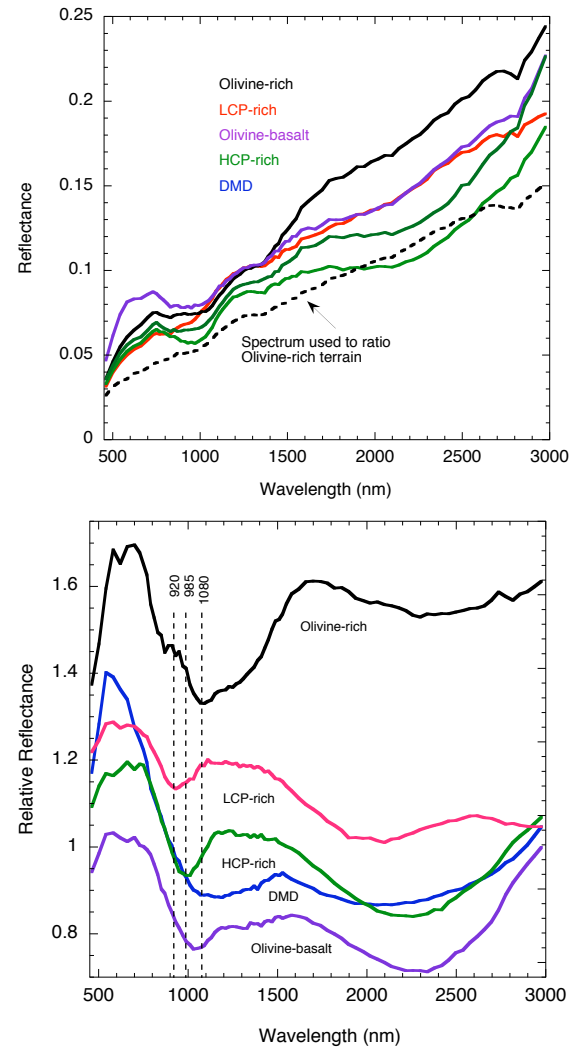 0.25
0.2
0.15
0.1
0.05
0
Reflectance
Olivine-rich
LCP-rich
Olivine-basalt
HCP-rich
DMD
Spectrum used to ratio
Olivine-rich terrain
500 1000 1500 2000 2500 3000
Wavelength (nm)
1.6
1.4
1.2
1
0.8
Relative Reflectance
920
985
1080
Olivine-rich
LCP-rich
HCP-rich
DMD
Olivine-basalt
500 1000 1500 2000 2500 3000
Wavelength (nm)